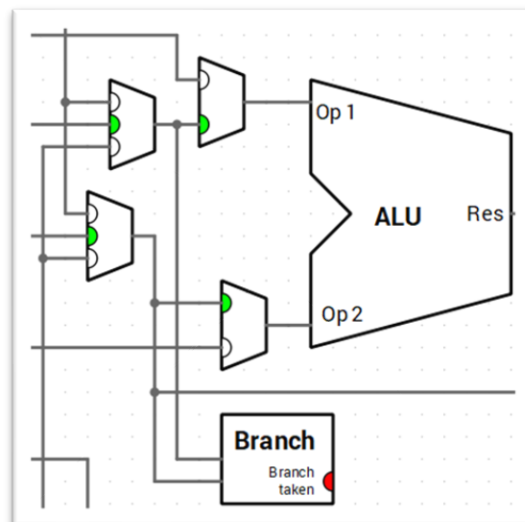 Op 1
ALU
Res
Op 2
Branch
Branch
taken